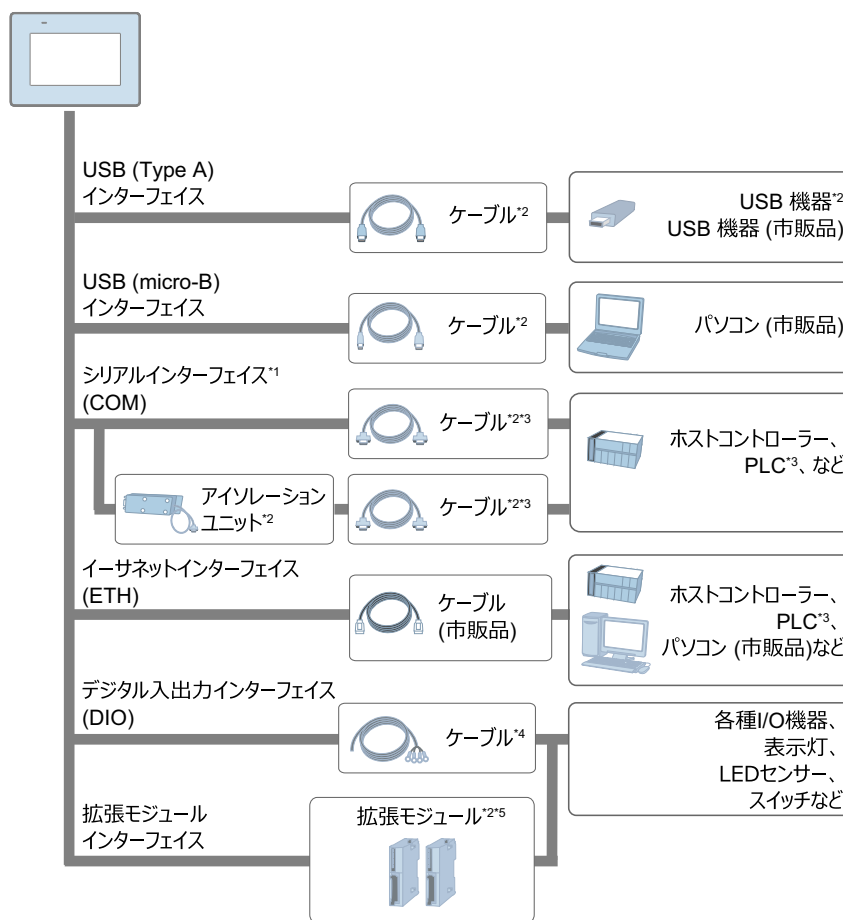 USB (Type A)
インターフェイス
ケーブル*2
USB 機器*2
USB 機器 (市販品)
USB (micro-B)
インターフェイス
ケーブル*2
パソコン (市販品)
シリアルインターフェイス*1
(COM)
ケーブル*2*3
ホストコントローラー、
PLC*3、など
アイソレーション
ユニット*2
ケーブル*2*3
イーサネットインターフェイス
(ETH)
ケーブル
(市販品)
ホストコントローラー、
PLC*3、
パソコン (市販品)など
デジタル入出力インターフェイス
(DIO)
ケーブル*4
各種I/O機器、
表示灯、
LEDセンサー、
スイッチなど
拡張モジュール
インターフェイス
拡張モジュール*2*5